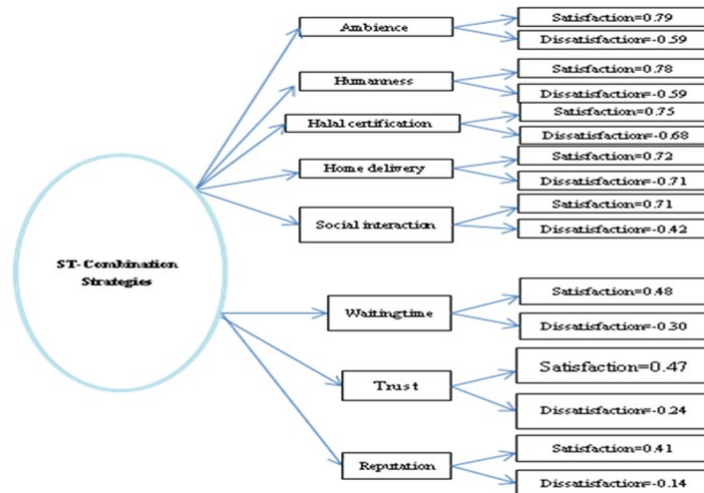 Ambience
Satisfaction=0.79
Dissatisfaction=-0.59
Humanness
Satisfaction=0.78
Dissatisfaction=-0.59
Halal certification
Satisfaction=0.75
Dissatisfaction=-0.68
Home delivery
Satisfaction=0.72
Dissatisfaction=-0.71
Social interaction
Satisfaction=0.71
Dissatisfaction=-0.42
ST-Combination
Strategies
Waitingtime
Satisfaction=0.48
Dissatisfaction=-0.30
Trust
Satisfaction=0.47
Dissatisfaction=-0.24
Reputation
Satisfaction=0.41
Dissatisfaction=-0.14